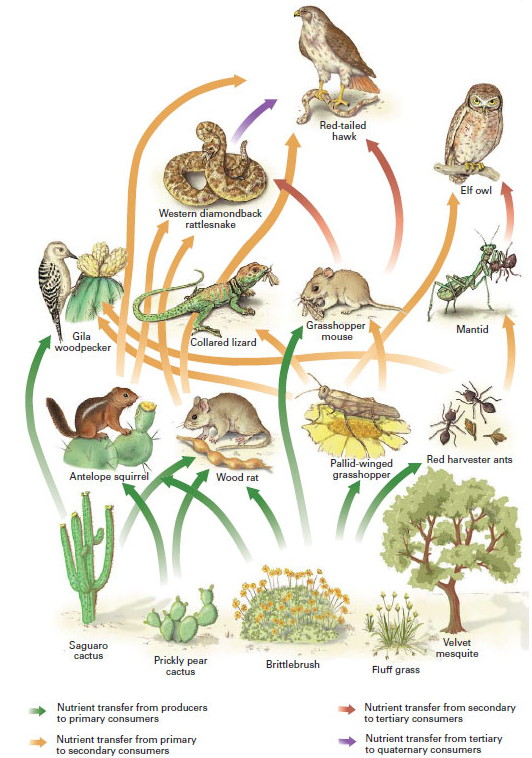 Red-tailed
hawk
Elf owl
Western diamondback
rattlesnake
Gila
woodpecker
Collared lizard
Grasshopper
mouse
Mantid
Antelope squirrel
Wood rat
Pallid-winged
grasshopper
Red harvester ants
Saguaro
cactus
Prickly pear
cactus
Brittlebrush
Fluff grass
Velvet
mesquite
Nutrient transfer from producers
to primary consumers
Nutrient transfer from primary
to secondary consumers
Nutrient transfer from secondary
to tertiary consumers
Nutrient transfer from tertiary
to quaternary consumers